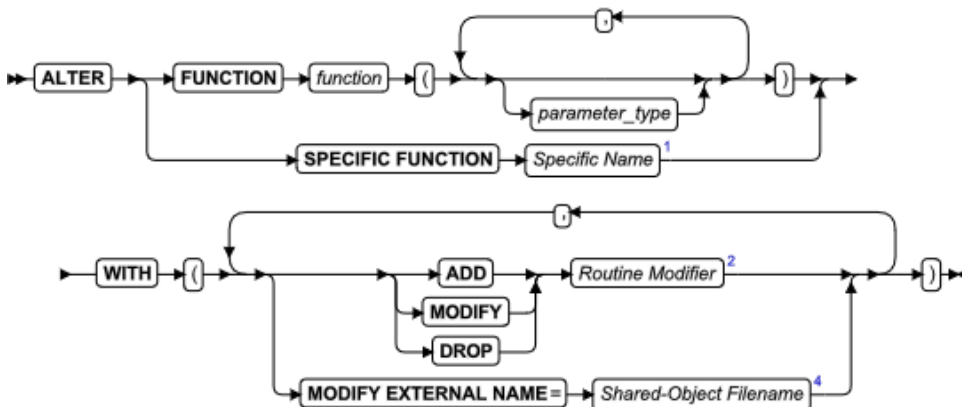 ,
ALTER FUNCTION function ( )
parameter_type
SPECIFIC FUNCTION Specific Name 1
,
WITH ( ADD Routine Modifier 2 )
MODIFY
DROP
MODIFY EXTERNAL NAME= Shared-Object Filename 4